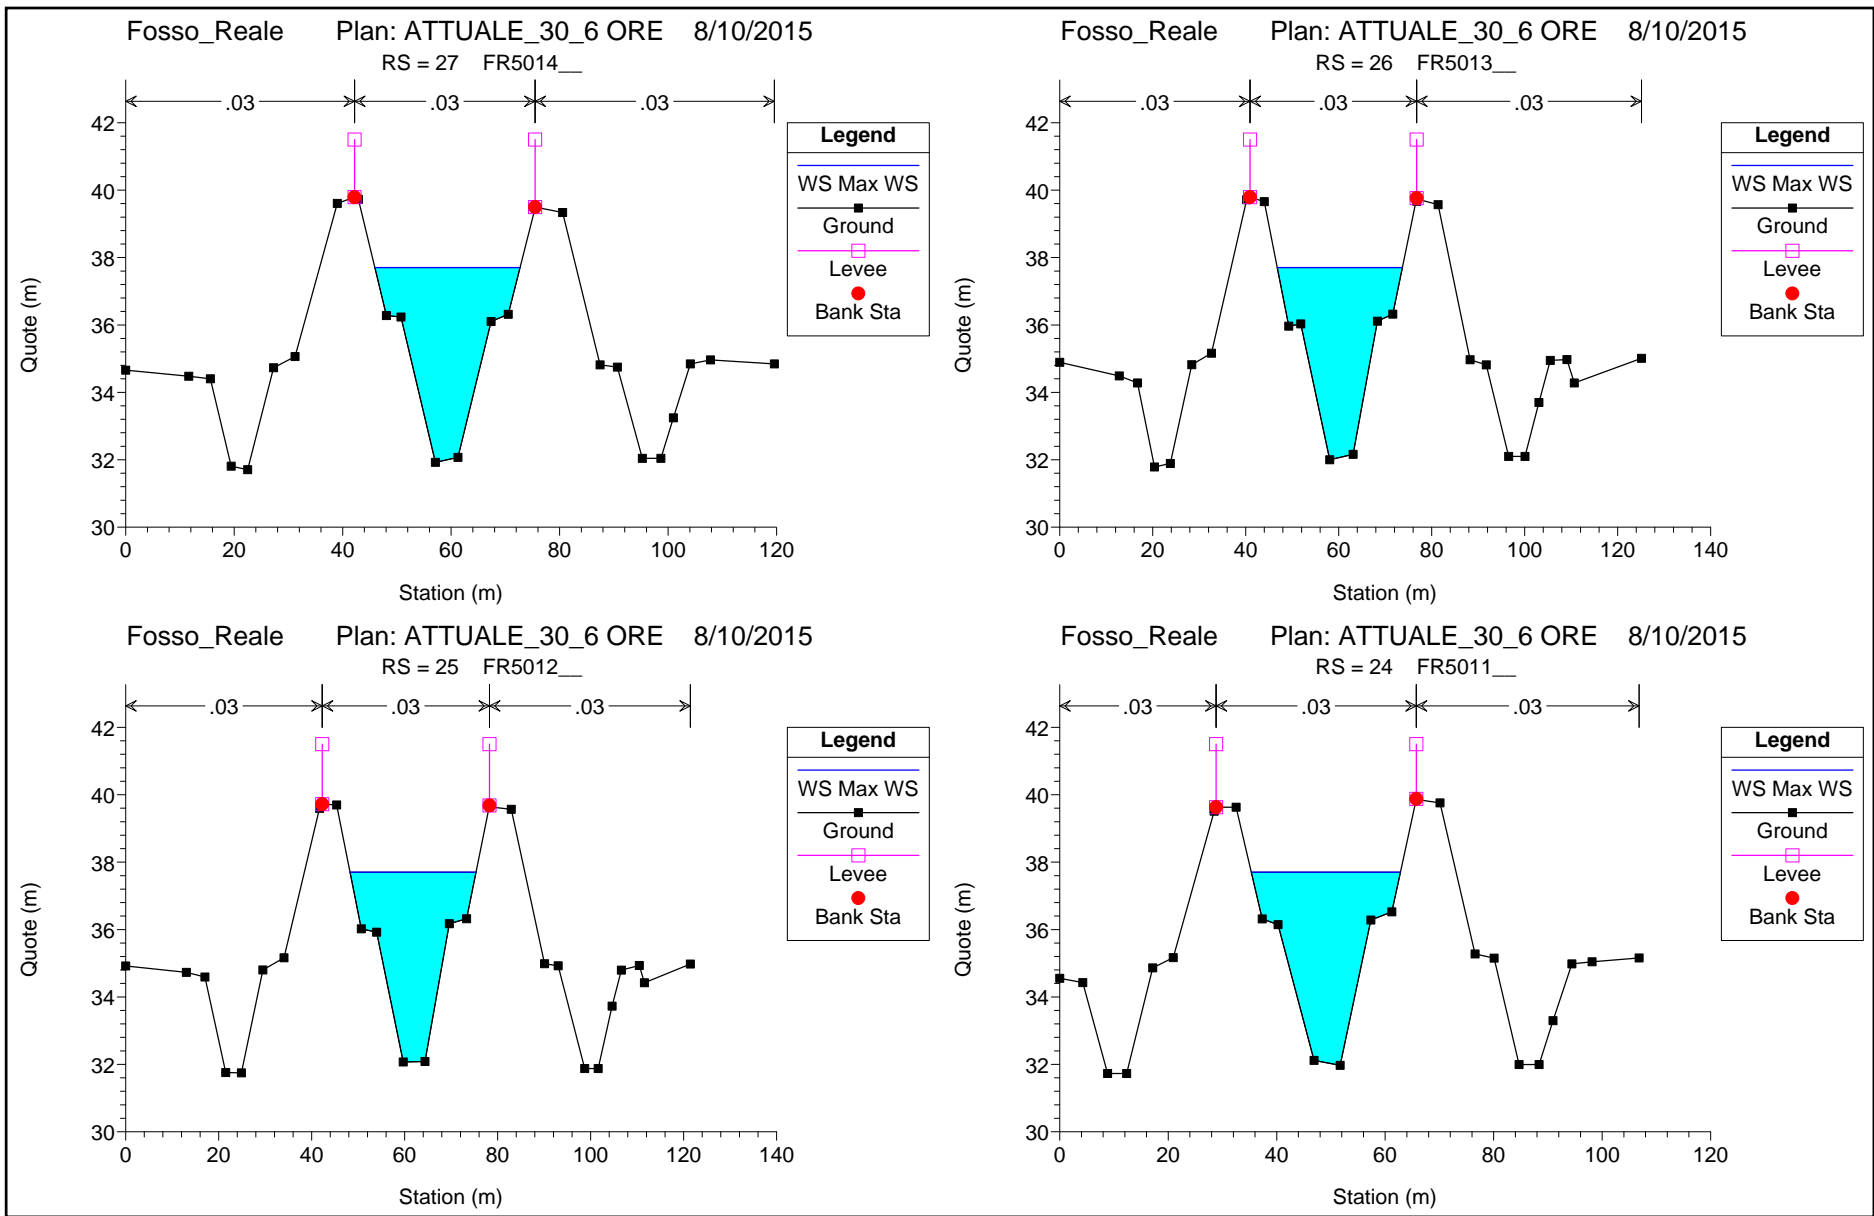 Fosso_Reale Plan: ATTUALE_30_6 ORE 8/10/2015
RS = 27 FR5014__
.03 .03 .03
42
40
38
36
34
32
30
0 20 40 60 80 100 120
Quote (m)
Station (m)
Legend
WS Max WS
Ground
Levee
Bank Sta
Fosso_Reale Plan: ATTUALE_30_6 ORE 8/10/2015
RS = 26 FR5013__
.03 .03 .03
42
40
38
36
34
32
30
0 20 40 60 80 100 120 140
Quote (m)
Station (m)
Legend
WS Max WS
Ground
Levee
Bank Sta
Fosso_Reale Plan: ATTUALE_30_6 ORE 8/10/2015
RS = 25 FR5012__
.03 .03 .03
42
40
38
36
34
32
30
0 20 40 60 80 100 120 140
Quote (m)
Station (m)
Legend
WS Max WS
Ground
Levee
Bank Sta
Fosso_Reale Plan: ATTUALE_30_6 ORE 8/10/2015
RS = 24 FR5011__
.03 .03 .03
42
40
38
36
34
32
30
0 20 40 60 80 100 120
Quote (m)
Station (m)
Legend
WS Max WS
Ground
Levee
Bank Sta